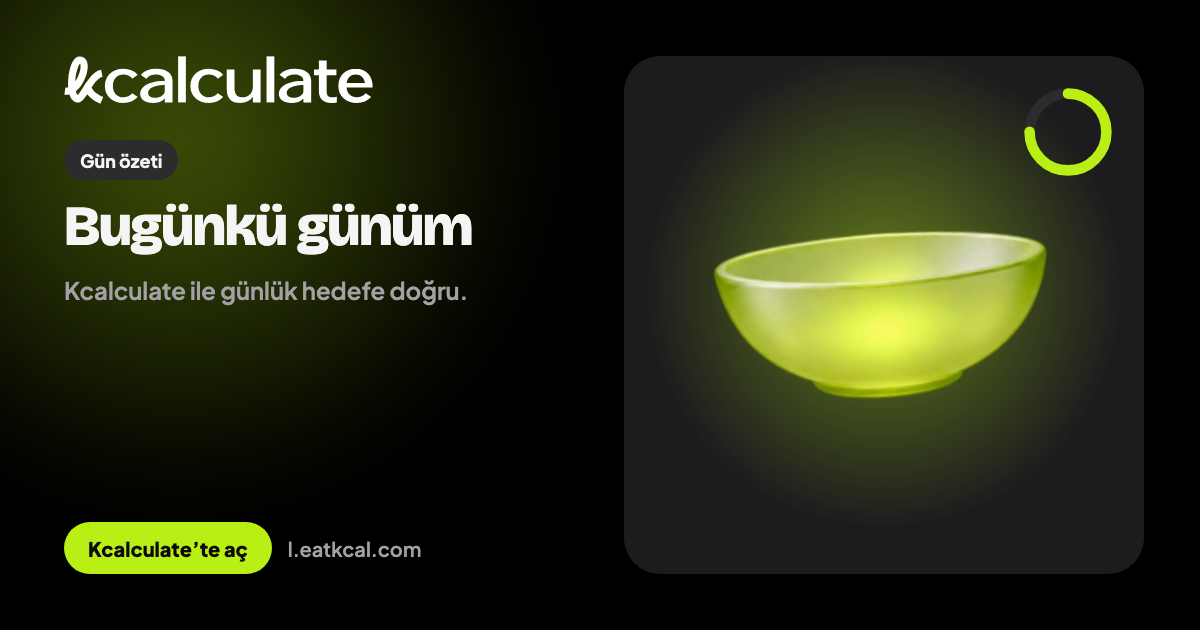 kcalculate
Gün özeti
Bugünkü günüm
Kcalculate ile günlük hedefe doğru.
Kcalculate’te aç
l.eatkcal.com